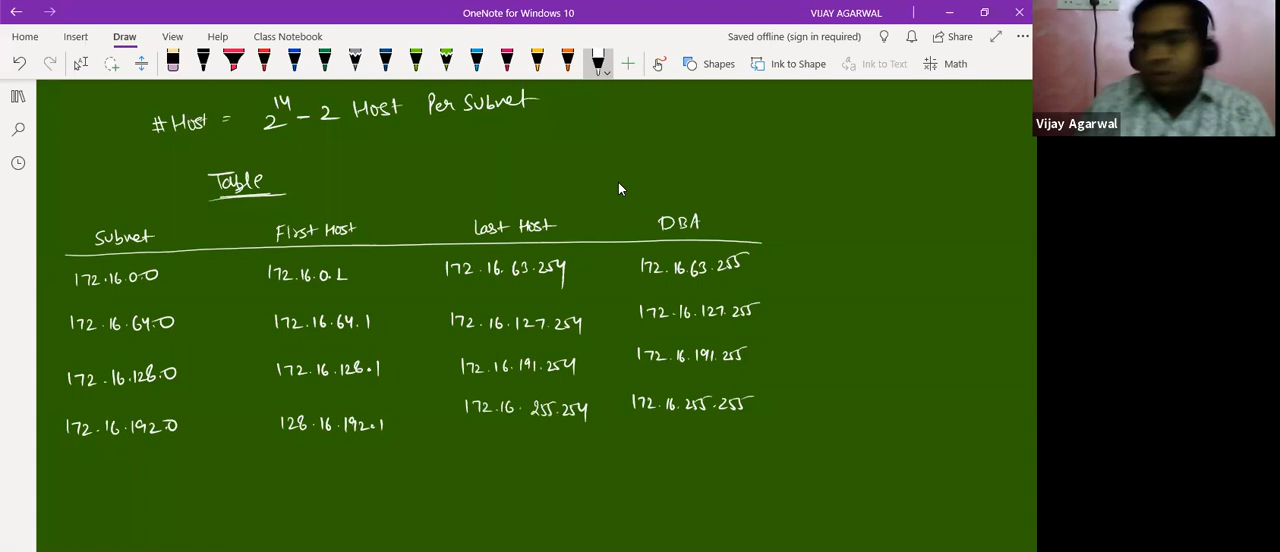 OneNote for Windows 10
VIJAY AGARWAL
Home Insert Draw View Help Class Notebook
Saved offline (sign in required) Share
Shapes Ink to Shape Ink to Text Math
Vijay Agarwal
#Host = 2^14 - 2 Host Per Subnet
Table
Subnet First Host Last Host DBA
172.16.0.0 172.16.0.1 172.16.63.254 172.16.63.255
172.16.64.0 172.16.64.1 172.16.127.254 172.16.127.255
172.16.128.0 172.16.128.1 172.16.191.254 172.16.191.255
172.16.192.0 128.16.192.1 172.16.255.254 172.16.255.255